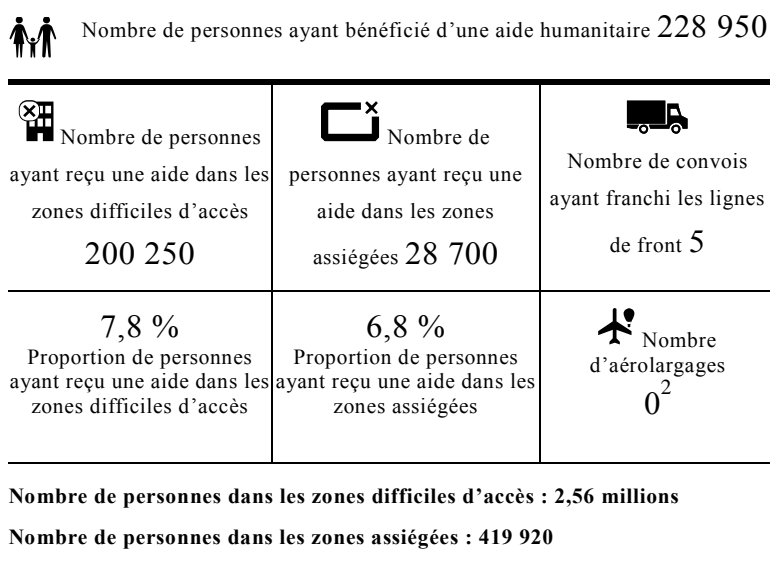 Nombre de personnes ayant bénéficié d’une aide humanitaire 228 950
Nombre de personnes
ayant reçu une aide dans les
zones difficiles d’accès
200 250
Nombre de
personnes ayant reçu une
aide dans les zones
assiégées 28 700
Nombre de convois
ayant franchi les lignes
de front 5
7,8 %
Proportion de personnes
ayant reçu une aide dans les
zones difficiles d’accès
6,8 %
Proportion de personnes
ayant reçu une aide dans les
zones assiégées
Nombre
d’aérolargages
0²
Nombre de personnes dans les zones difficiles d’accès : 2,56 millions
Nombre de personnes dans les zones assiégées : 419 920